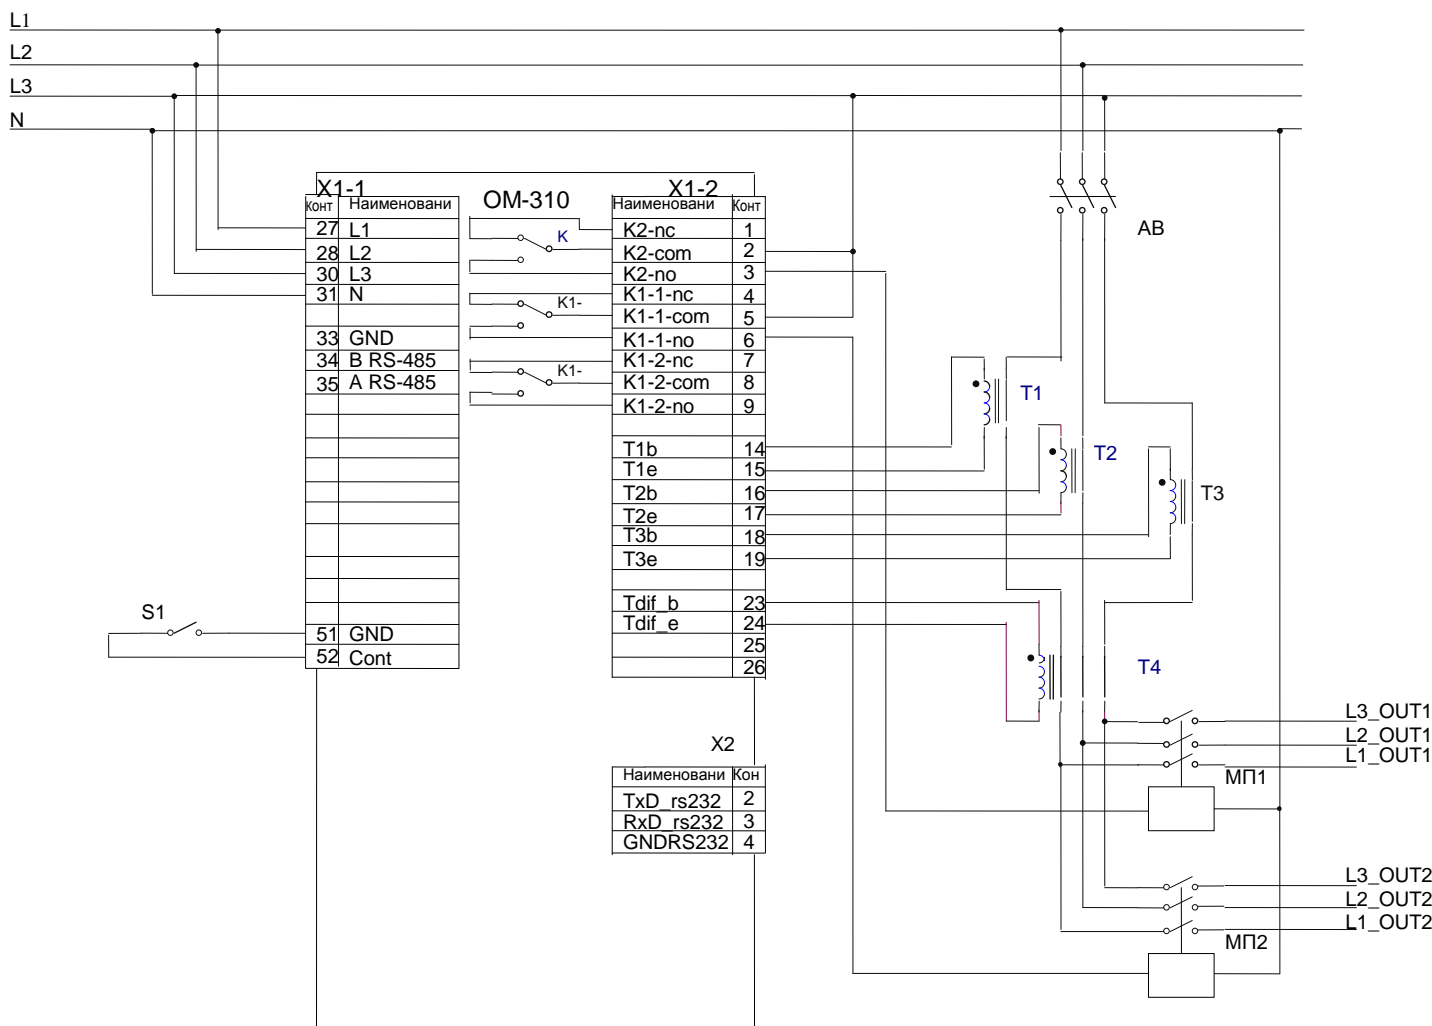 L1
L2
L3
N
X1-1
Конт Наименовани
27 L1
28 L2
30 L3
31 N
33 GND
34 B RS-485
35 A RS-485
51 GND
52 Cont
S1
OM-310
K
K1-
K1-
X1-2
Наименовани Конт
K2-nc 1
K2-com 2
K2-no 3
K1-1-nc 4
K1-1-com 5
K1-1-no 6
K1-2-nc 7
K1-2-com 8
K1-2-no 9
T1b 14
T1e 15
T2b 16
T2e 17
T3b 18
T3e 19
Tdif_b 23
Tdif_e 24
25
26
X2
Наименовани Кон
TxD_rs232 2
RxD_rs232 3
GNDRS232 4
АВ
T1
T2
T3
T4
L3_OUT1
L2_OUT1
L1_OUT1
МП1
L3_OUT2
L2_OUT2
L1_OUT2
МП2